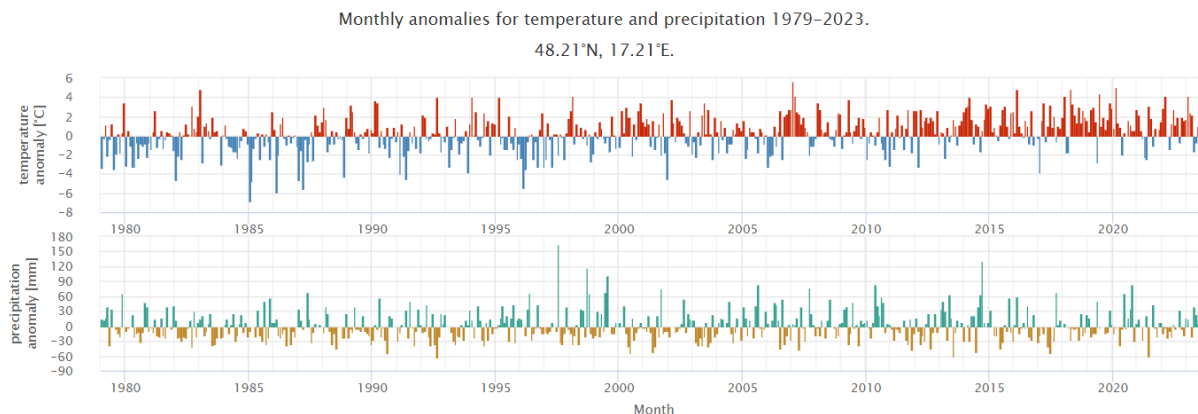 Monthly anomalies for temperature and precipitation 1979-2023.
48.21°N, 17.21°E.
temperature
anomaly [°C]
6
4
2
0
−2
−4
−6
−8
1980 1985 1990 1995 2000 2005 2010 2015 2020
precipitation
anomaly [mm]
180
150
120
90
60
30
0
−30
−60
−90
1980 1985 1990 1995 2000 2005 2010 2015 2020
Month